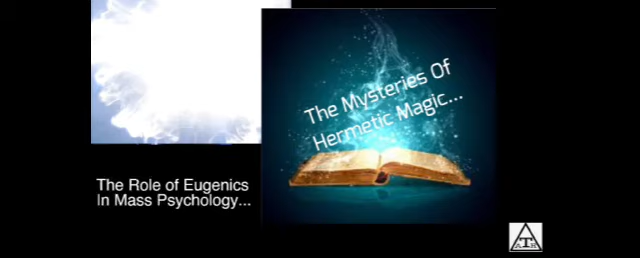 The Mysteries Of
Hermetic Magic...
The Role of Eugenics
In Mass Psychology...